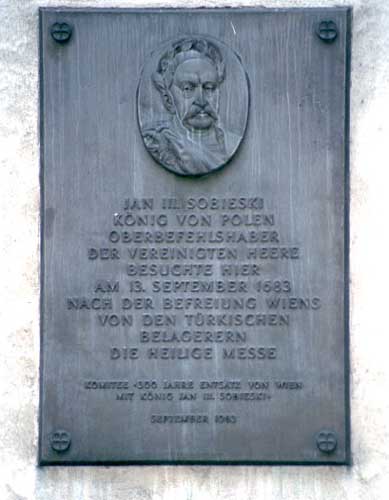 JAN III. SOBIESKI
KÖNIG VON POLEN
OBERBEFEHLSHABER
DER VEREINIGTEN HEERE
BESUCHTE HIER
AM 13. SEPTEMBER 1683
NACH DER BEFREIUNG WIENS
VON DEN TÜRKISCHEN
BELAGERERN
DIE HEILIGE MESSE
KOMITEE «300 JAHRE ENTSATZ VON WIEN
MIT KÖNIG JAN III. SOBIESKI»
SEPTEMBER 1983